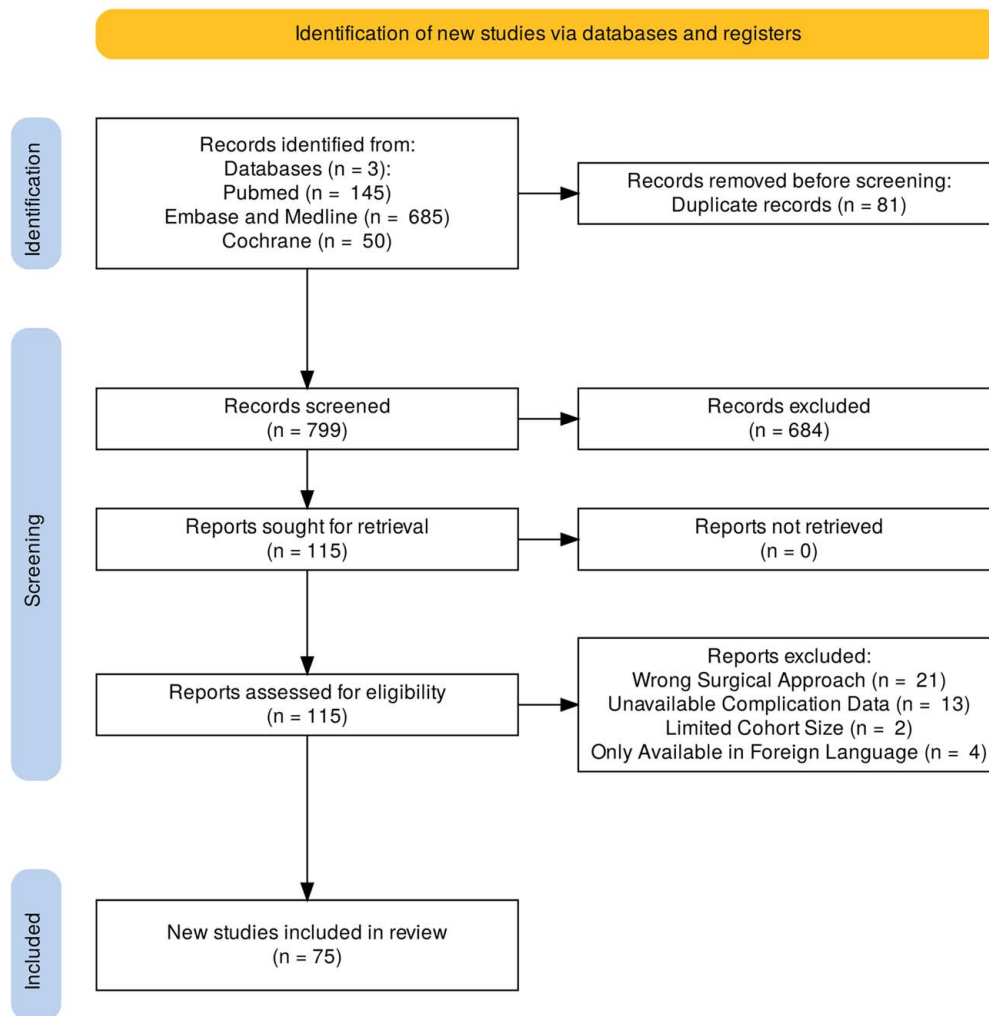 Identification of new studies via databases and registers
Identification
Records identified from:
Databases (n = 3):
Pubmed (n = 145)
Embase and Medline (n = 685)
Cochrane (n = 50)
Records removed before screening:
Duplicate records (n = 81)
Screening
Records screened
(n = 799)
Records excluded
(n = 684)
Reports sought for retrieval
(n = 115)
Reports not retrieved
(n = 0)
Reports assessed for eligibility
(n = 115)
Reports excluded:
Wrong Surgical Approach (n = 21)
Unavailable Complication Data (n = 13)
Limited Cohort Size (n = 2)
Only Available in Foreign Language (n = 4)
Included
New studies included in review
(n = 75)